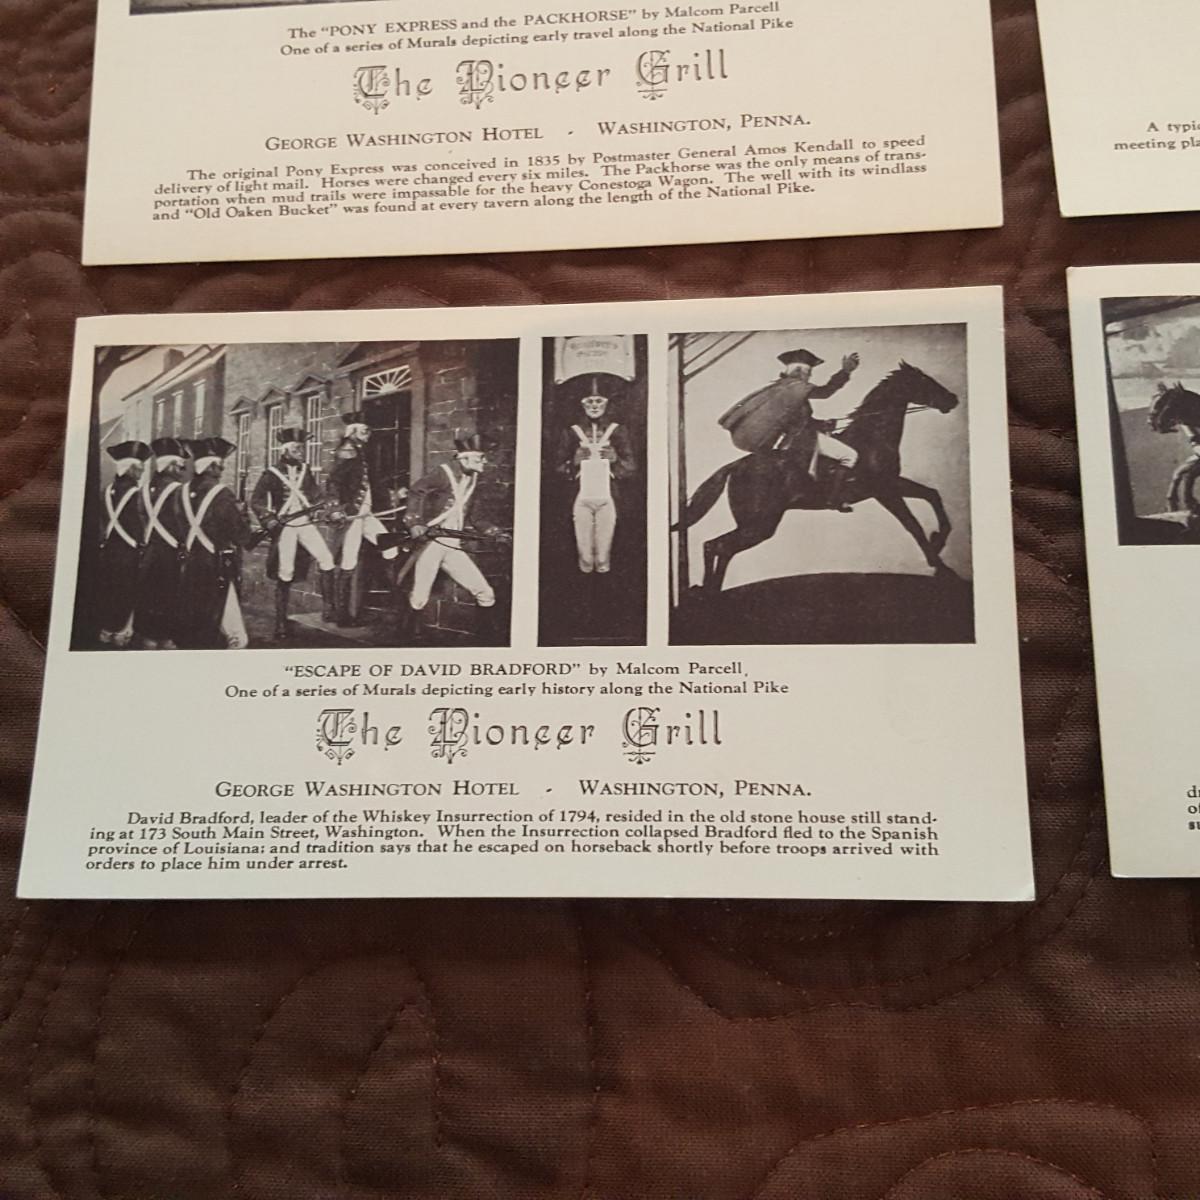 The "PONY EXPRESS and the PACKHORSE" by Malcom Parcell
One of a series of Murals depicting early travel along the National Pike
The Pioneer Grill
GEORGE WASHINGTON HOTEL - WASHINGTON, PENNA.
The original Pony Express was conceived in 1835 by Postmaster General Amos Kendall to speed
delivery of light mail. Horses were changed every six miles. The Packhorse was the only means of trans-
portation when mud trails were impassable for the heavy Conestoga Wagon. The well with its windlass
and "Old Oaken Bucket" was found at every tavern along the length of the National Pike.
A typic
meeting pla
"ESCAPE OF DAVID BRADFORD" by Malcom Parcell,
One of a series of Murals depicting early history along the National Pike
The Pioneer Grill
GEORGE WASHINGTON HOTEL - WASHINGTON, PENNA.
David Bradford, leader of the Whiskey Insurrection of 1794, resided in the old stone house still stand-
ing at 173 South Main Street, Washington. When the Insurrection collapsed Bradford fled to the Spanish
province of Louisiana; and tradition says that he escaped on horseback shortly before troops arrived with
orders to place him under arrest.